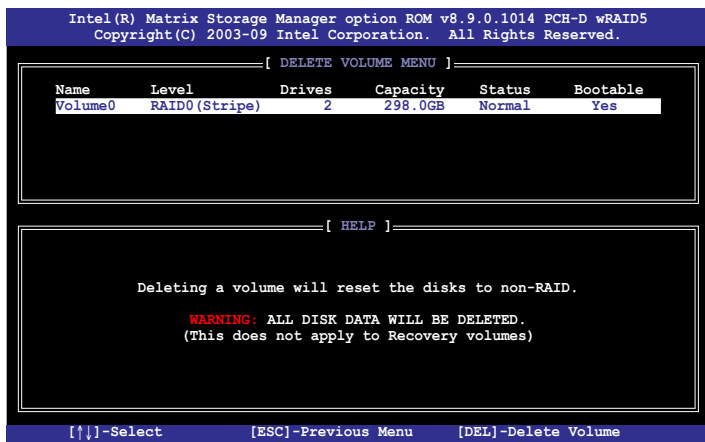 Intel(R) Matrix Storage Manager option ROM v8.9.0.1014 PCH-D wRAID5
Copyright(C) 2003-09 Intel Corporation. All Rights Reserved.
[ DELETE VOLUME MENU ]
Name Level Drives Capacity Status Bootable
Volume0 RAID0(Stripe) 2 298.0GB Normal Yes
[ HELP ]
Deleting a volume will reset the disks to non-RAID.
WARNING: ALL DISK DATA WILL BE DELETED.
(This does not apply to Recovery volumes)
[↑↓]-Select [ESC]-Previous Menu [DEL]-Delete Volume